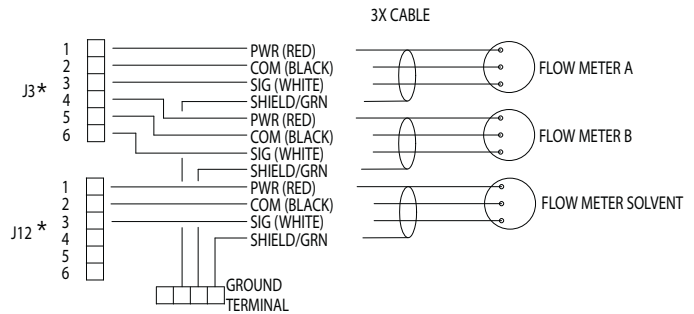 3X CABLE
J3*
1
2
3
4
5
6
PWR (RED)
COM (BLACK)
SIG (WHITE)
SHIELD/GRN
PWR (RED)
COM (BLACK)
SIG (WHITE)
SHIELD/GRN
FLOW METER A
FLOW METER B
J12 *
1
2
3
4
5
6
PWR (RED)
COM (BLACK)
SIG (WHITE)
SHIELD/GRN
FLOW METER SOLVENT
GROUND
TERMINAL